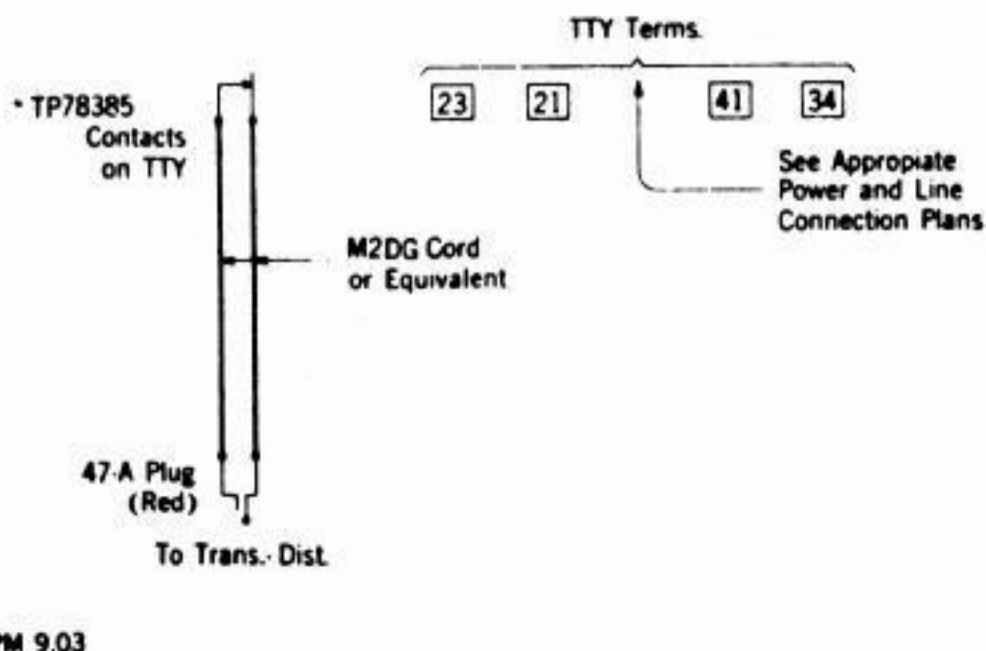 TTY Terms.
* TP78385
Contacts
on TTY
23 21 41 34
See Appropiate
Power and Line
Connection Plans
M2DG Cord
or Equivalent
47-A Plug
(Red)
To Trans.-Dist.
PM 9.03